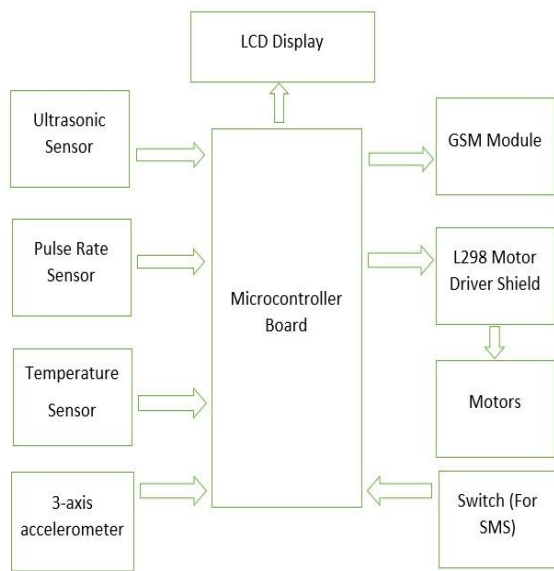 LCD Display
Ultrasonic
Sensor
GSM Module
Pulse Rate
Sensor
L298 Motor
Driver Shield
Microcontroller
Board
Temperature
Sensor
Motors
3-axis
accelerometer
Switch (For
SMS)